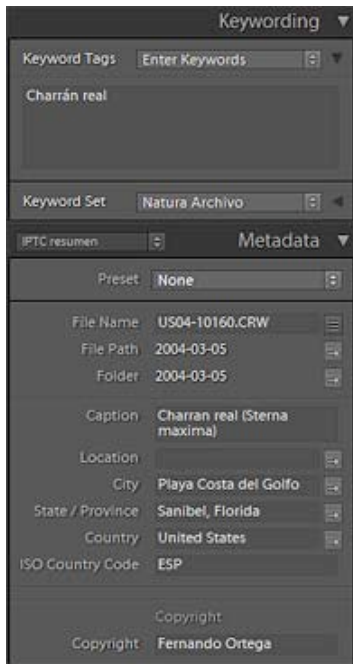 Keywording
Keyword Tags Enter Keywords
Charrán real
Keyword Set Natura Archivo
IPTC resumen Metadata
Preset None
File Name US04-10160.CRW
File Path 2004-03-05
Folder 2004-03-05
Caption Charran real (Sterna
maxima)
Location
City Playa Costa del Golfo
State / Province Sanibel, Florida
Country United States
ISO Country Code ESP
Copyright
Copyright Fernando Ortega